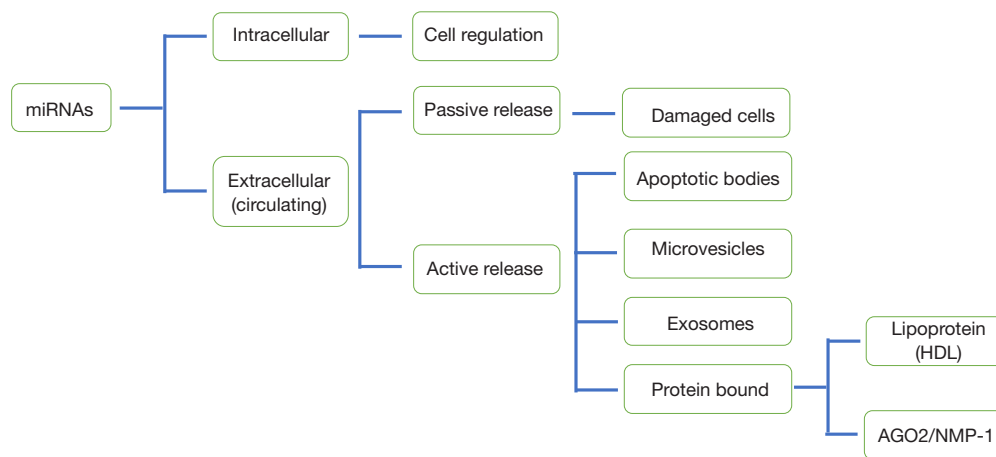 miRNAs
Intracellular
Cell regulation
Extracellular
(circulating)
Passive release
Damaged cells
Active release
Apoptotic bodies
Microvesicles
Exosomes
Protein bound
Lipoprotein
(HDL)
AGO2/NMP-1